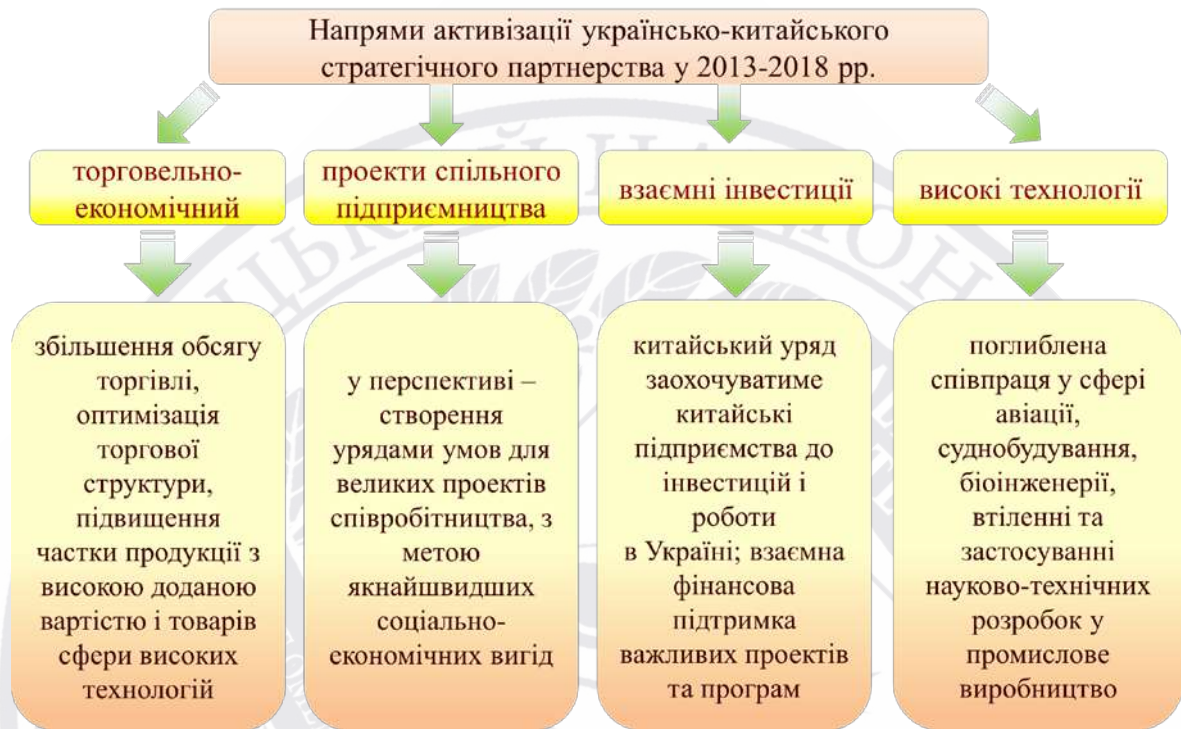 Напрями активізації українсько-китайського
стратегічного партнерства у 2013-2018 рр.
торговельно-
економічний
проекти спільного
підприємництва
взаємні інвестиції
високі технології
збільшення обсягу
торгівлі,
оптимізація
торгової
структури,
підвищення
частки продукції з
високою доданою
вартістю і товарів
сфери високих
технологій
у перспективі –
створення
урядами умов для
великих проектів
співробітництва, з
метою
якнайшвидших
соціально-
економічних вигід
китайський уряд
заохочуватиме
китайські
підприємства до
інвестицій і
роботи
в Україні; взаємна
фінансова
підтримка
важливих проектів
та програм
поглиблена
співпраця у сфері
авіації,
суднобудування,
біоінженерії,
втіленні та
застосуванні
науково-технічних
розробок у
промислове
виробництво